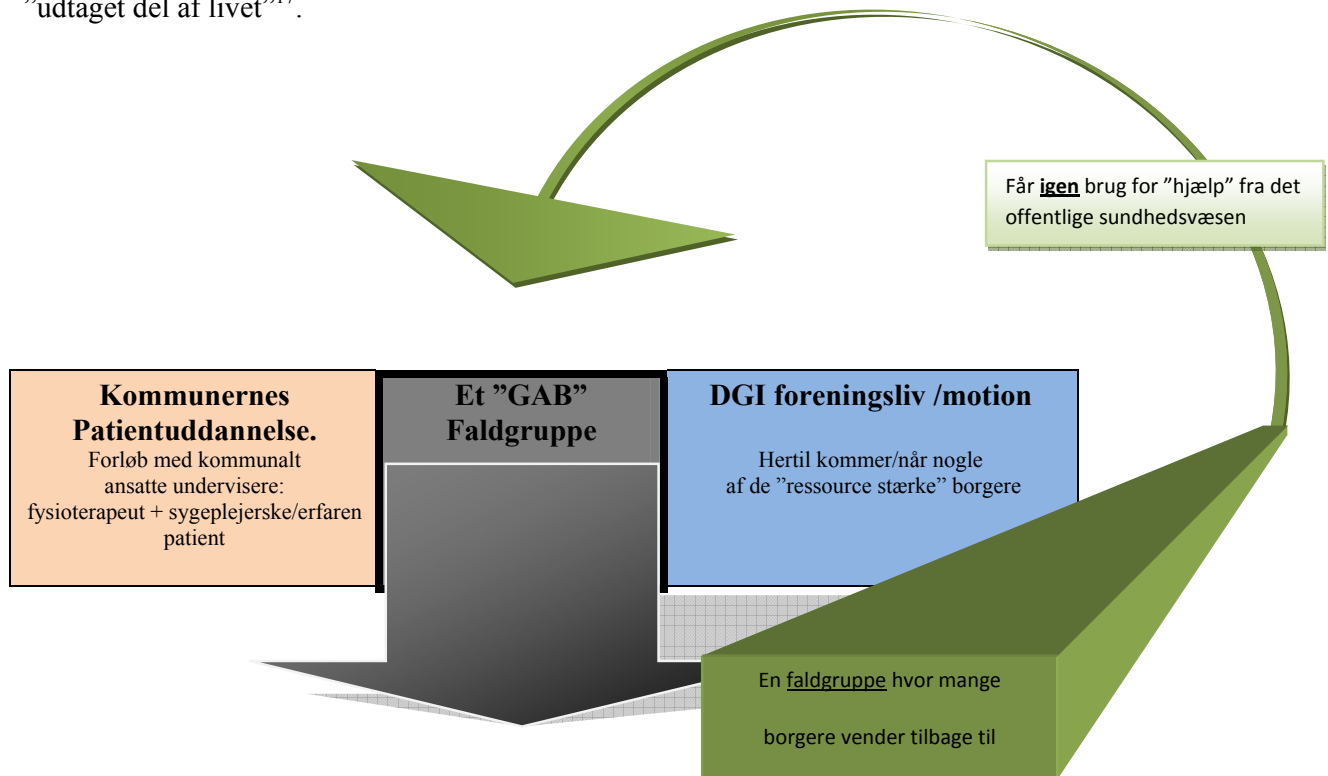 ”udtaget del af livet”¹⁷.
Får igen brug for ”hjælp” fra det
offentlige sundhedsvæsen
Kommunernes
Patientuddannelse.
Forløb med kommunalt
ansatte undervisere:
fysioterapeut + sygeplejerske/erfaren
patient
Et ”GAB”
Faldgruppe
DGI foreningsliv /motion
Hertil kommer/når nogle
af de ”ressource stærke” borgere
En faldgruppe hvor mange
borgere vender tilbage til